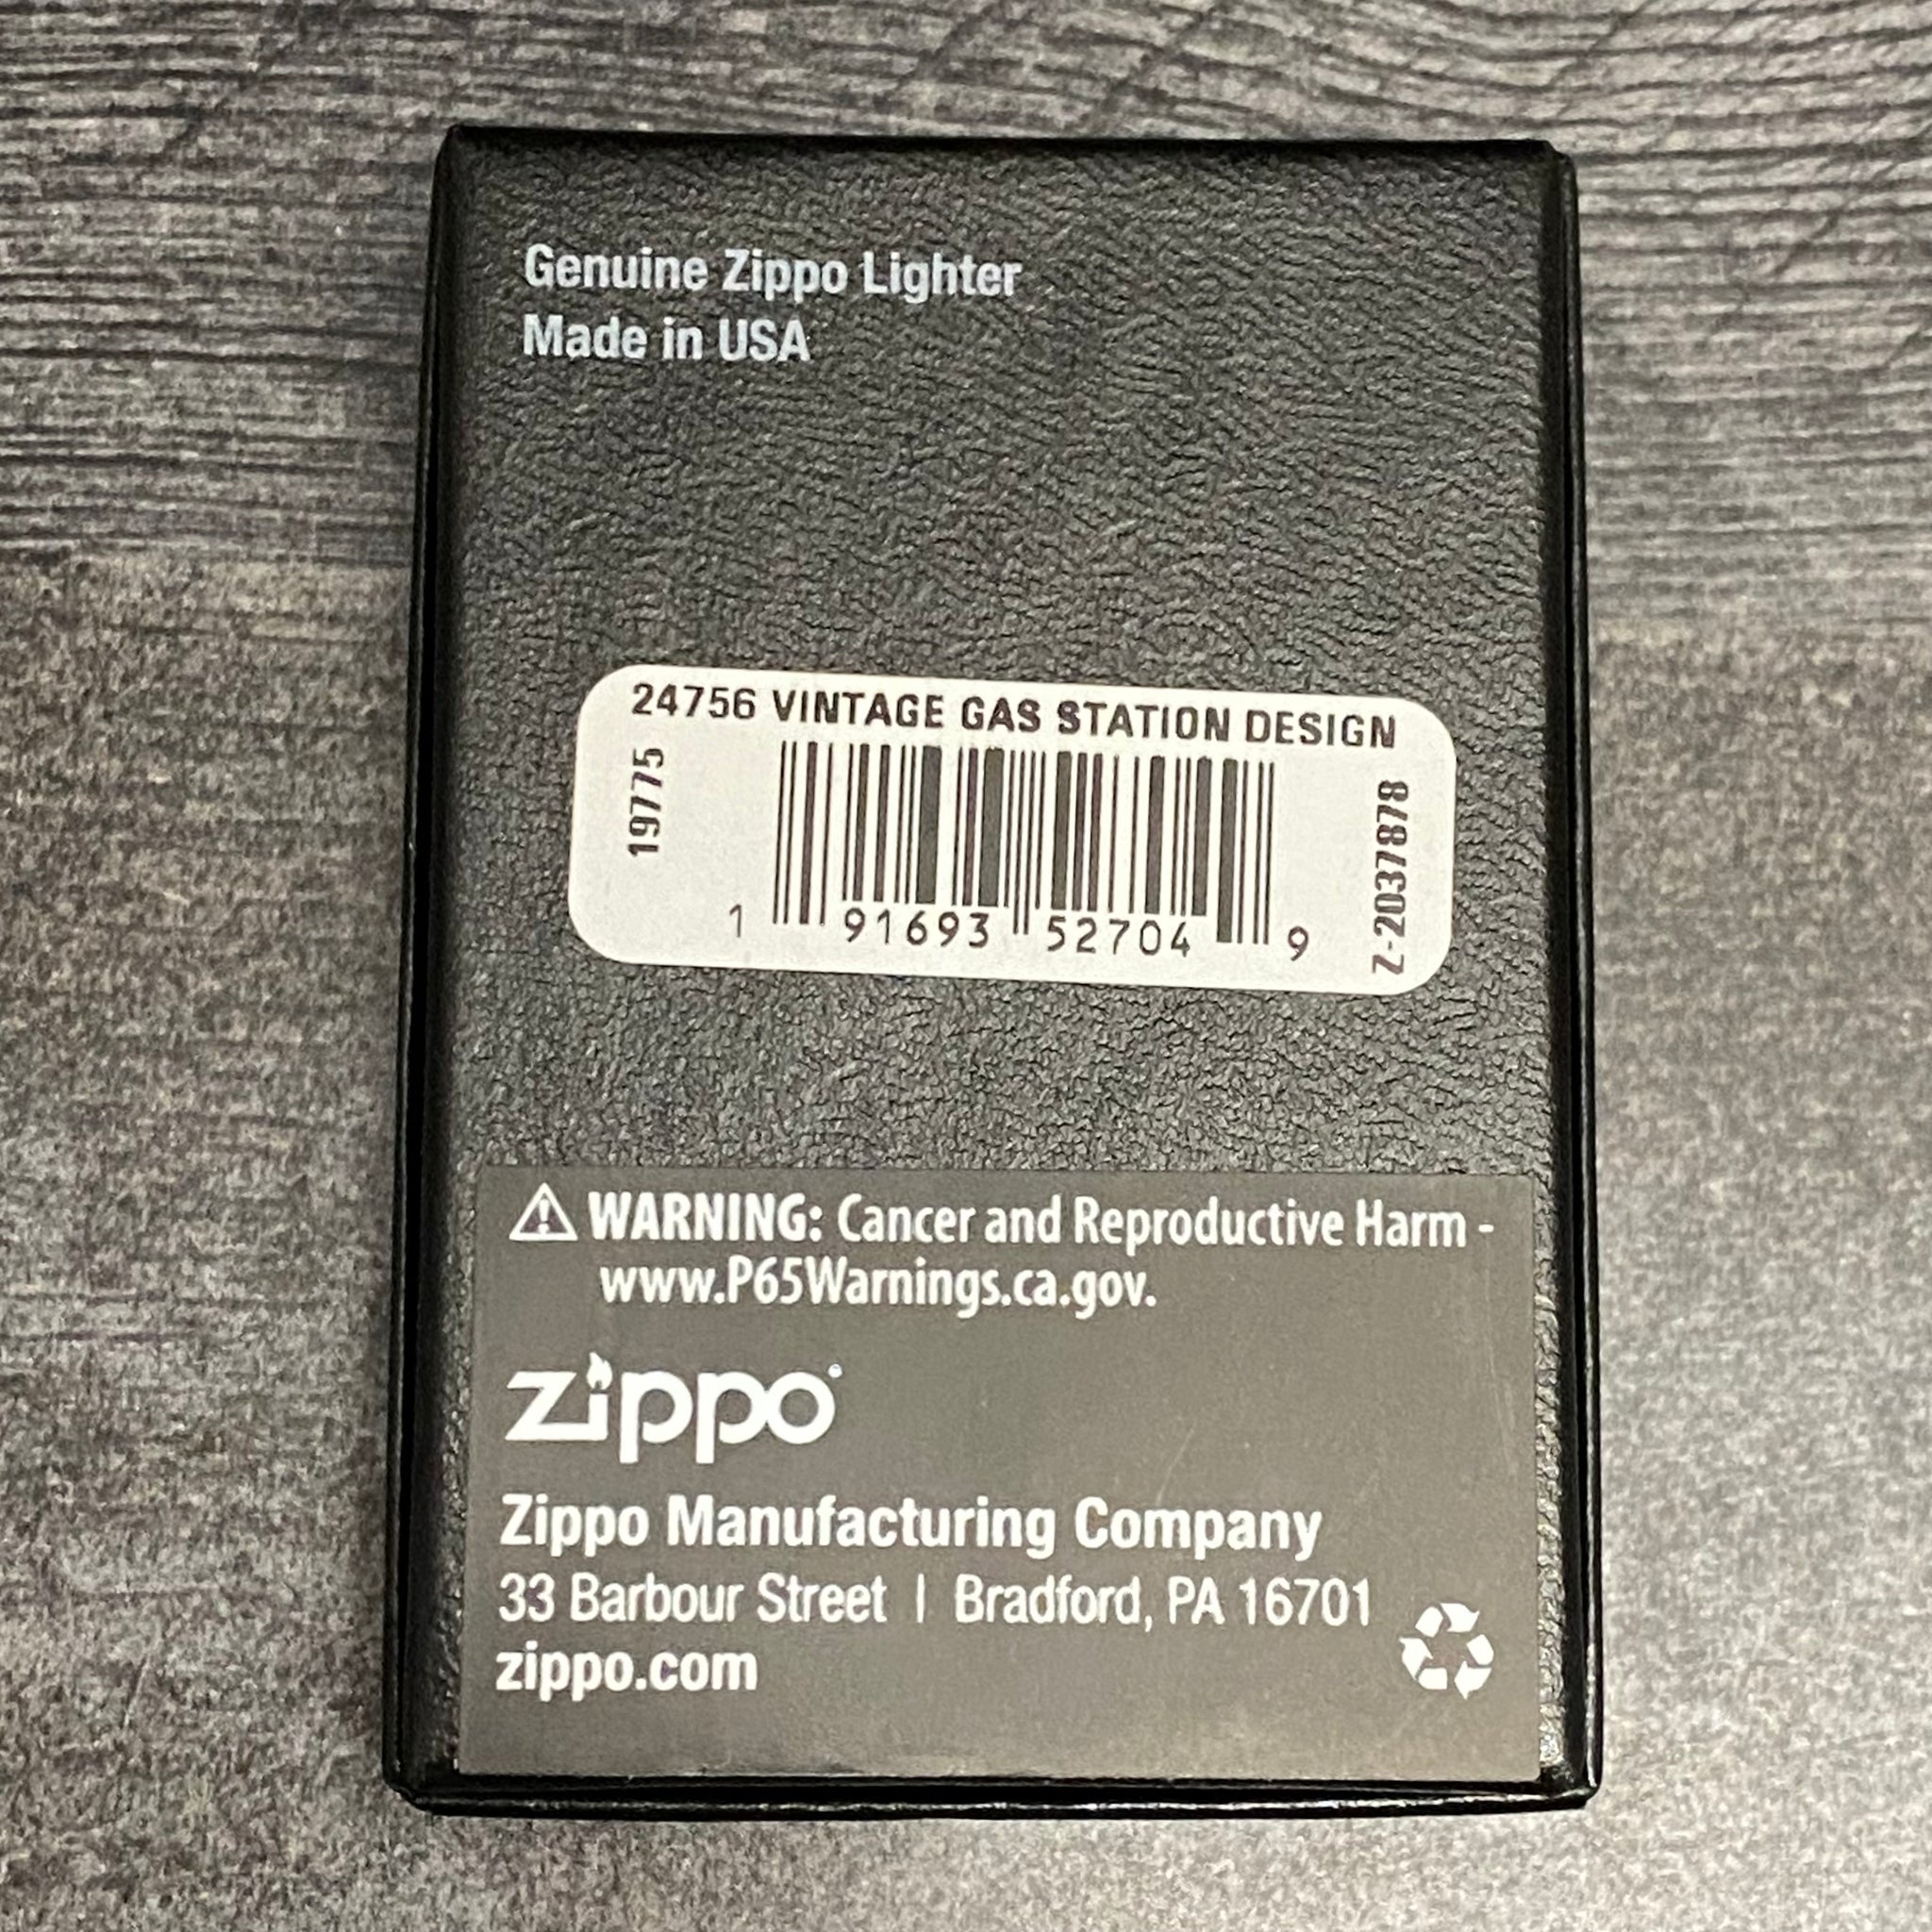 Genuine Zippo Lighter
Made in USA
24756 VINTAGE GAS STATION DESIGN
19775
1 91693 52704 9
Z-2037878
WARNING: Cancer and Reproductive Harm -
www.P65Warnings.ca.gov.
zippo
Zippo Manufacturing Company
33 Barbour Street | Bradford, PA 16701
zippo.com